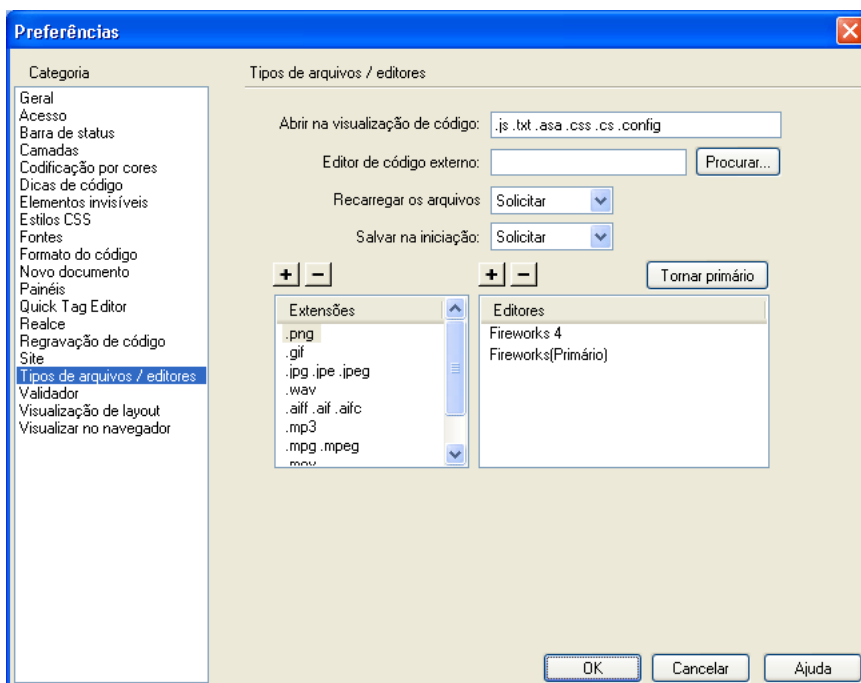 Preferências
Categoria
Geral
Acesso
Barra de status
Camadas
Codificação por cores
Dicas de código
Elementos invisíveis
Estilos CSS
Fontes
Formato do código
Novo documento
Painéis
Quick Tag Editor
Realce
Regravação de código
Site
Tipos de arquivos / editores
Validador
Visualização de layout
Visualizar no navegador
Tipos de arquivos / editores
Abrir na visualização de código: .js .txt .asa .css .cs .config
Editor de código externo: Procurar...
Recarregar os arquivos Solicitar
Salvar na iniciação: Solicitar
+ − + − Tornar primário
Extensões
.png
.gif
.jpg .jpe .jpeg
.wav
.aiff .aif .aifc
.mp3
.mpg .mpeg
.mov
Editores
Fireworks 4
Fireworks(Primário)
OK Cancelar Ajuda